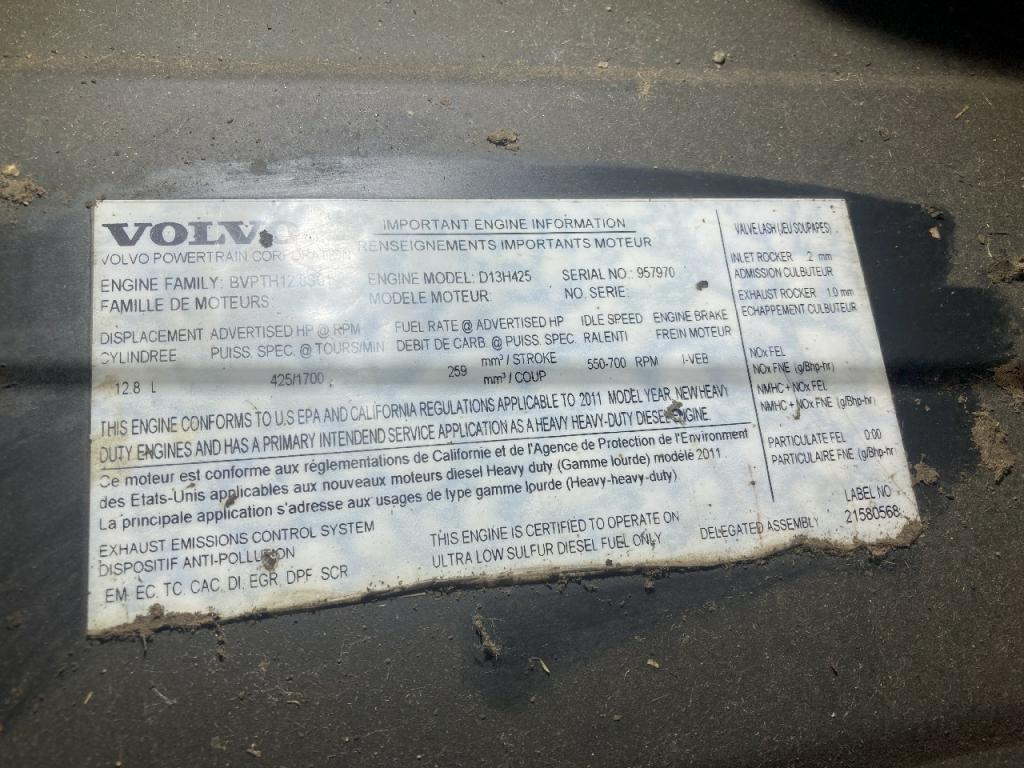 VOLVO
VOLVO POWERTRAIN CORPORATION
IMPORTANT ENGINE INFORMATION
RENSEIGNEMENTS IMPORTANTS MOTEUR
ENGINE FAMILY:
FAMILLE DE MOTEURS:
ENGINE MODEL: D13H425
MODELE MOTEUR:
SERIAL NO.: 957970
NO. SERIE:
DISPLACEMENT
CYLINDREE
12.8 L
ADVERTISED HP @ RPM
PUISS. SPEC. @ TOURS/MIN
425/1700
FUEL RATE @ ADVERTISED HP
DEBIT DE CARB. @ PUISS. SPEC.
259 mm³ / STROKE
mm³ / COUP
IDLE SPEED
RALENTI
550-700 RPM
ENGINE BRAKE
FREIN MOTEUR
I-VEB
THIS ENGINE CONFORMS TO U.S EPA AND CALIFORNIA REGULATIONS APPLICABLE TO 2011 MODEL YEAR NEW HEAVY
DUTY ENGINES AND HAS A PRIMARY INTENDEND SERVICE APPLICATION AS A HEAVY HEAVY-DUTY DIESEL ENGINE.
Ce moteur est conforme aux réglementations de Californie et de l'Agence de Protection de l'Environment
des Etats-Unis applicables aux nouveaux moteurs diesel Heavy duty (Gamme lourde) modéle 2011.
La principale application s'adresse aux usages de type gamme lourde (Heavy-heavy-duty)
EXHAUST EMISSIONS CONTROL SYSTEM
DISPOSITIF ANTI-POLLUTION
EM. EC. TC. CAC. DI. EGR. DPF. SCR
THIS ENGINE IS CERTIFIED TO OPERATE ON
ULTRA LOW SULFUR DIESEL FUEL ONLY
DELEGATED ASSEMBLY
VALVE LASH (JEU SOUPAPES)
INLET ROCKER .2 mm
ADMISSION CULBUTEUR
EXHAUST ROCKER 1.0 mm
ECHAPPEMENT CULBUTEUR
NOx FEL
NOx FNE (g/Bhp-hr)
NMHC + NOx FEL
NMHC + NOx FNE (g/Bhp-hr)
PARTICULATE FEL 0.00
PARTICULAIRE FNE (g/Bhp-hr)
LABEL NO
21580568